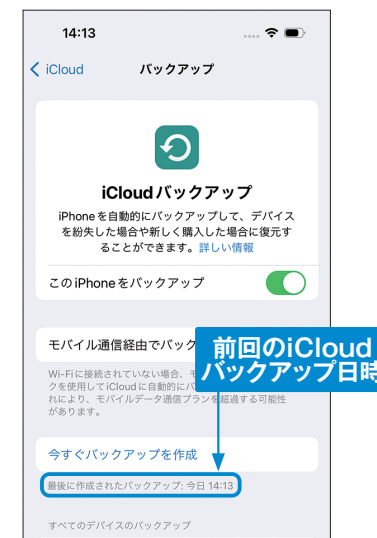 14:13
iCloud
バックアップ
iCloudバックアップ
iPhoneを自動的にバックアップして、デバイス
を紛失した場合や新しく購入した場合に復元す
ることができます。詳しい情報
このiPhoneをバックアップ
モバイル通信経由でバック
前回のiCloud
バックアップ日時
Wi-Fiに接続されていない場合、モ
クを使用してiCloudに自動的にバ
れにより、モバイルデータ通信プランを超過する可能性
があります。
今すぐバックアップを作成
最後に作成されたバックアップ: 今日 14:13
すべてのデバイスのバックアップ